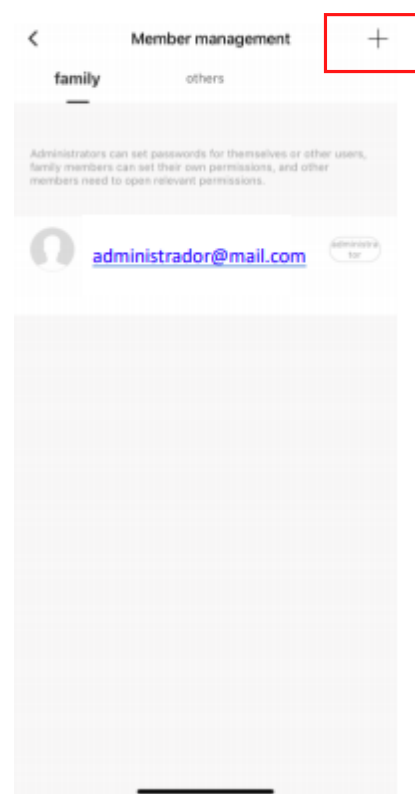 Member management
family
others
Administrators can set passwords for themselves or other users,
family members can set their own permissions, and other
members need to open relevant permissions.
administrador@mail.com
administra
tor